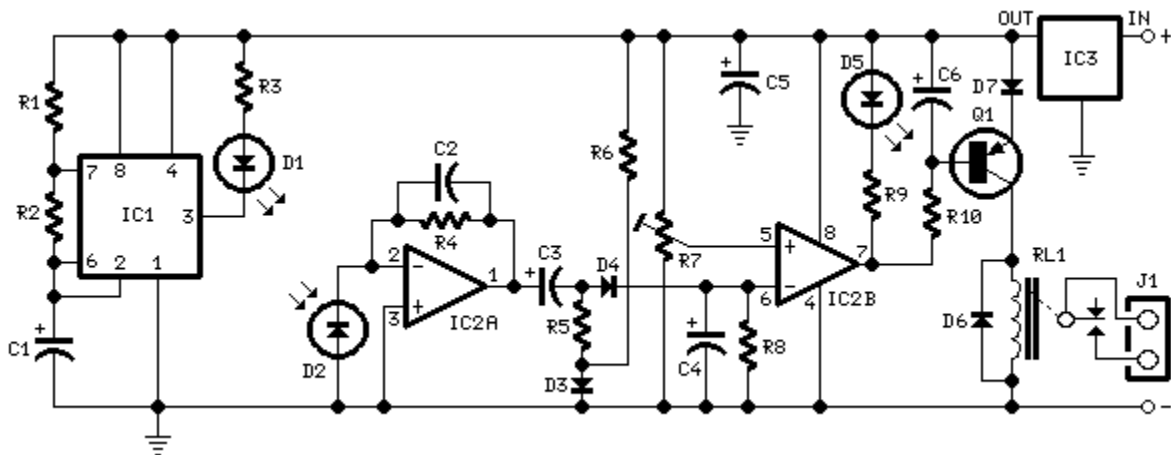 OUT IN
+
IC3
R1
R3
D5
C6
D7
Q1
C5
7 8 4
R2
IC1
3
D1
6 2 1
C2
R4
R6
R7
R9
R10
2
−
1
+
3
IC2A
C3
+
D4
5
+
8
7
6
−
4
IC2B
RL1
J1
+
C1
D2
R5
D3
+
C4
R8
D6
−